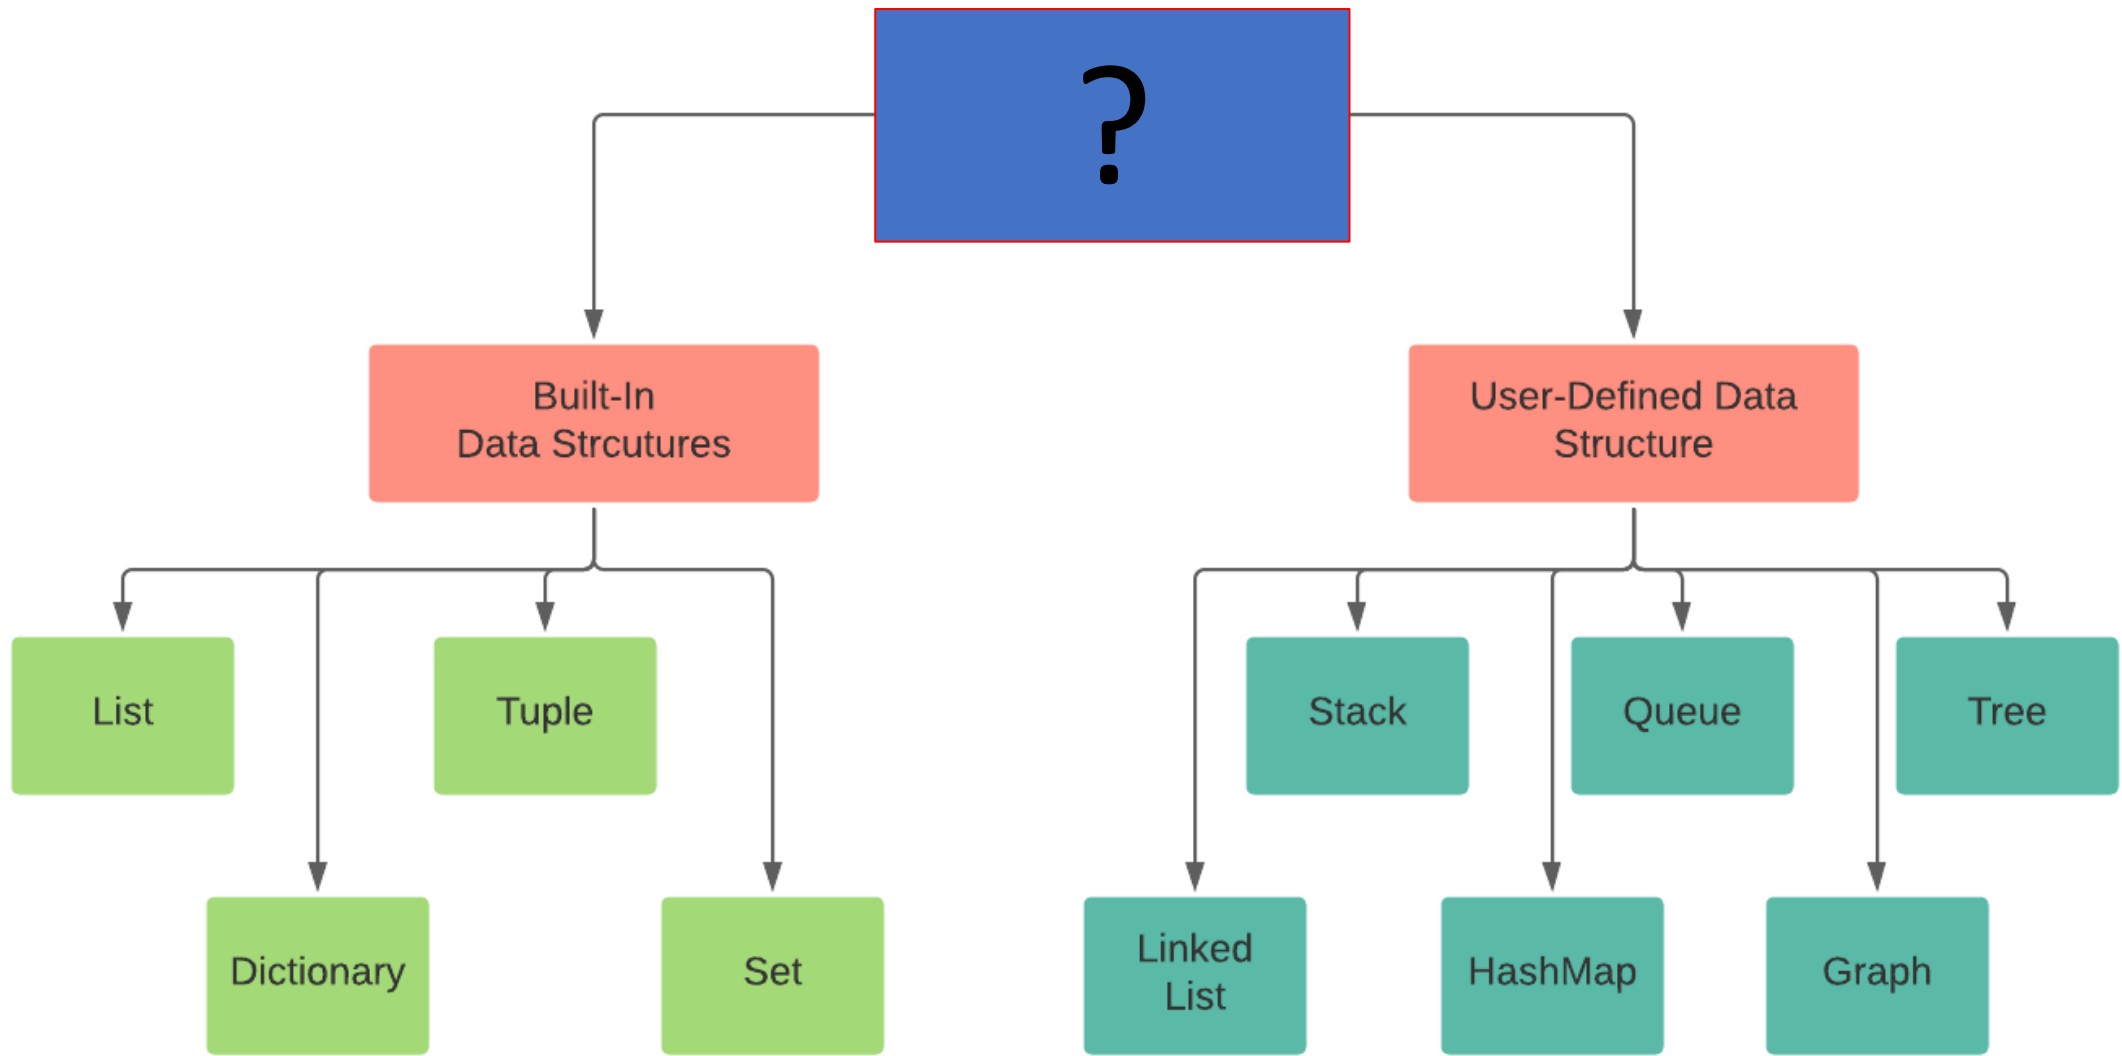 ?
Built-In
Data Strcutures
User-Defined Data
Structure
List
Tuple
Stack
Queue
Tree
Dictionary
Set
Linked
List
HashMap
Graph